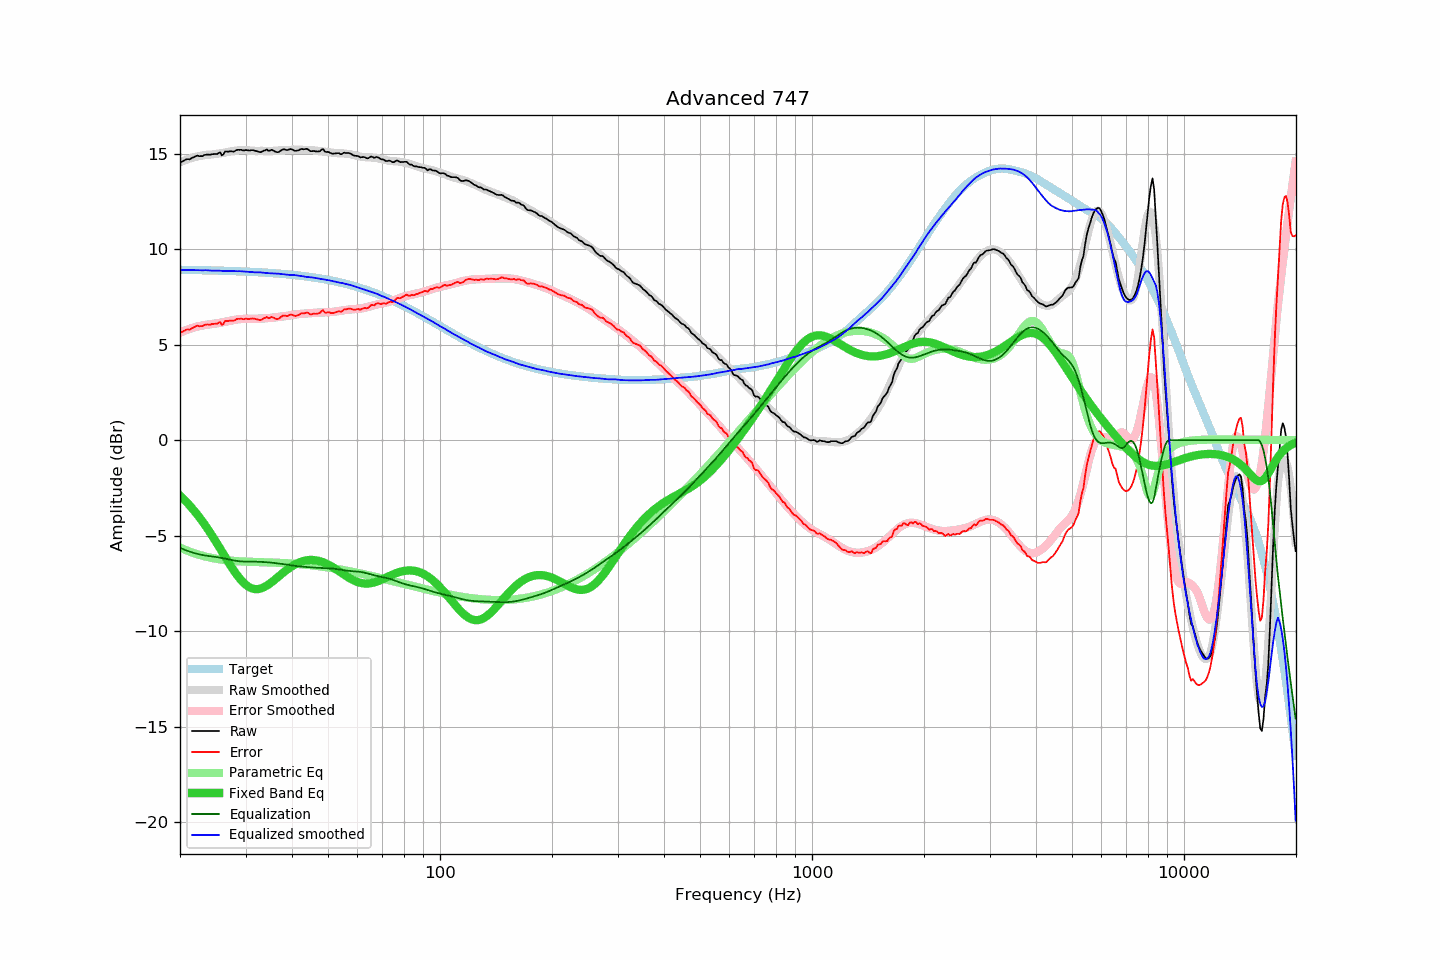 Advanced 747
15
10
5
0
−5
−10
−15
−20
Amplitude (dBr)
Target
Raw Smoothed
Error Smoothed
Raw
Error
Parametric Eq
Fixed Band Eq
Equalization
Equalized smoothed
100
1000
10000
Frequency (Hz)